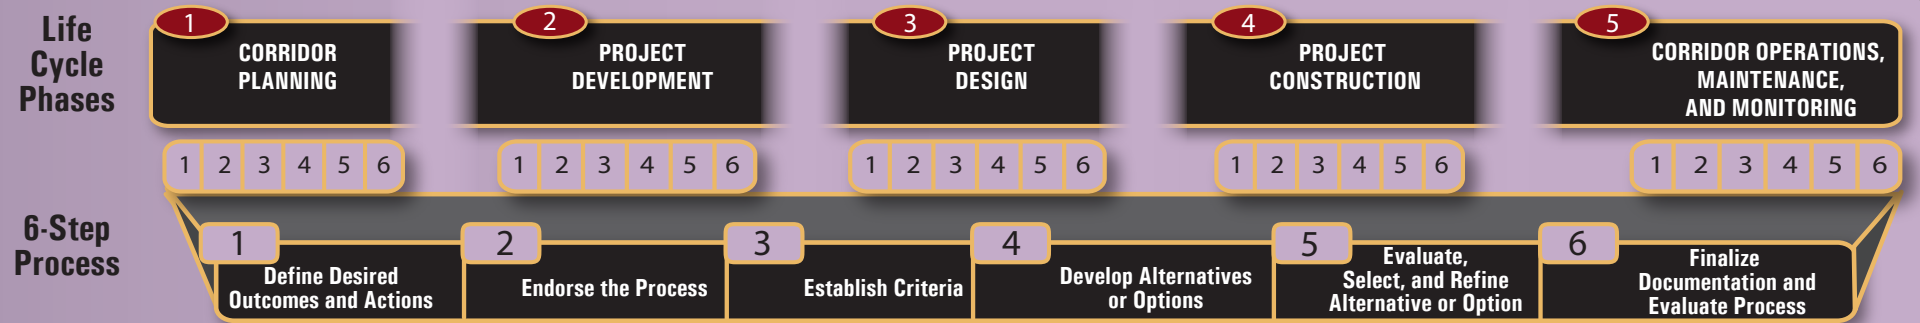 Life
Cycle
Phases
1
CORRIDOR
PLANNING
2
PROJECT
DEVELOPMENT
3
PROJECT
DESIGN
4
PROJECT
CONSTRUCTION
5
CORRIDOR OPERATIONS,
MAINTENANCE,
AND MONITORING
1 2 3 4 5 6
1 2 3 4 5 6
1 2 3 4 5 6
1 2 3 4 5 6
1 2 3 4 5 6
6-Step
Process
1
Define Desired
Outcomes and Actions
2
Endorse the Process
3
Establish Criteria
4
Develop Alternatives
or Options
5
Evaluate,
Select, and Refine
Alternative or Option
6
Finalize
Documentation and
Evaluate Process